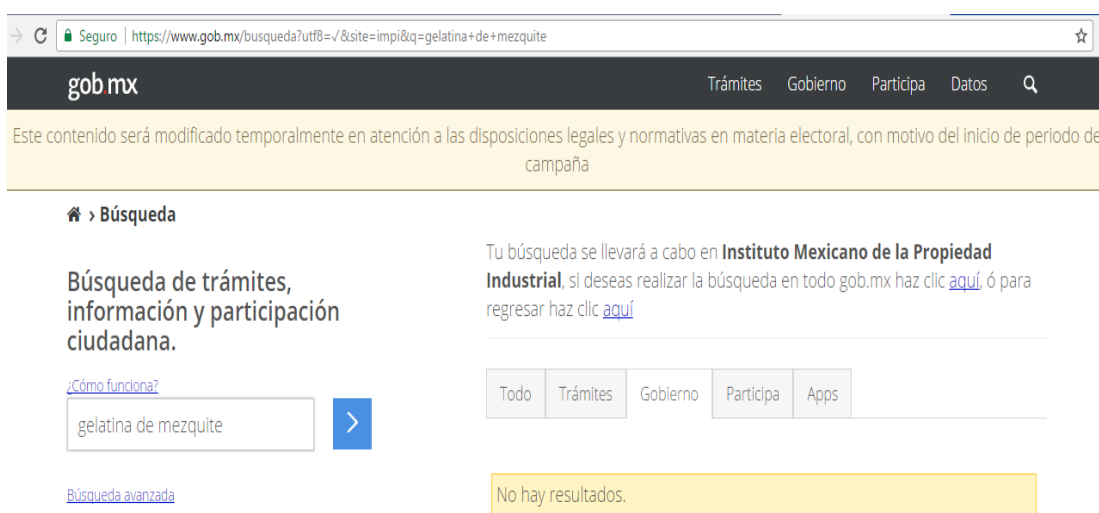 Seguro | https://www.gob.mx/busqueda?utf8=√&site=impi&q=gelatina+de+mezquite
gob.mx Trámites Gobierno Participa Datos
Este contenido será modificado temporalmente en atención a las disposiciones legales y normativas en materia electoral, con motivo del inicio de periodo de
campaña
> Búsqueda
Búsqueda de trámites,
información y participación
ciudadana.
¿Cómo funciona?
gelatina de mezquite
Búsqueda avanzada
Tu búsqueda se llevará a cabo en Instituto Mexicano de la Propiedad
Industrial, si deseas realizar la búsqueda en todo gob.mx haz clic aquí, ó para
regresar haz clic aquí
Todo Trámites Gobierno Participa Apps
No hay resultados.